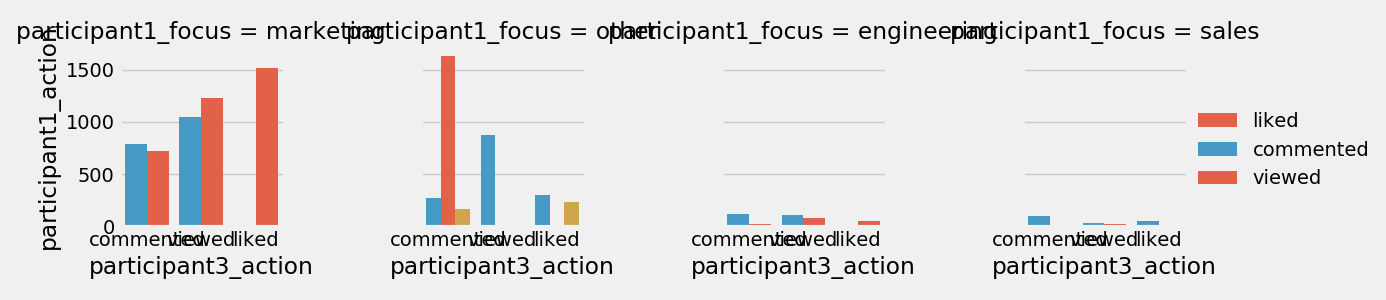 participant1_focus = marketing
participant1_focus = other
participant1_focus = engineering
participant1_focus = sales
participant1_action
1500
1000
500
0
commented viewed liked
commented viewed liked
commented viewed liked
commented viewed liked
participant3_action
participant3_action
participant3_action
participant3_action
liked
commented
viewed